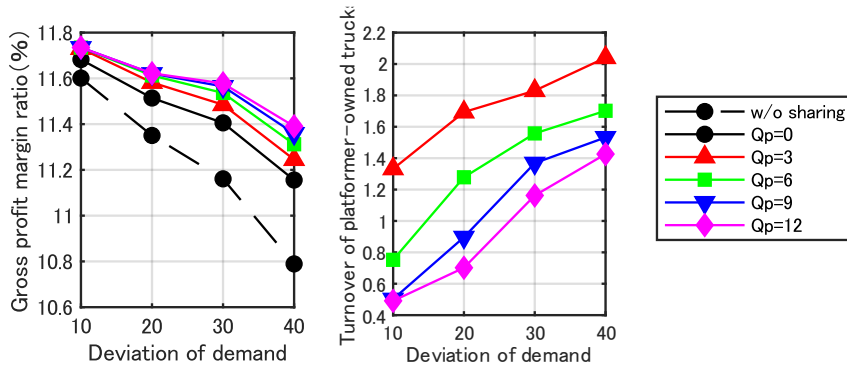 Gross profit margin ratio(%)
11.8
11.6
11.4
11.2
11
10.8
10.6
10 20 30 40
Deviation of demand
Turnover of platformer-owned trucks
2.2
2
1.8
1.6
1.4
1.2
1
0.8
0.6
0.4
10 20 30 40
Deviation of demand
w/o sharing
Qp=0
Qp=3
Qp=6
Qp=9
Qp=12